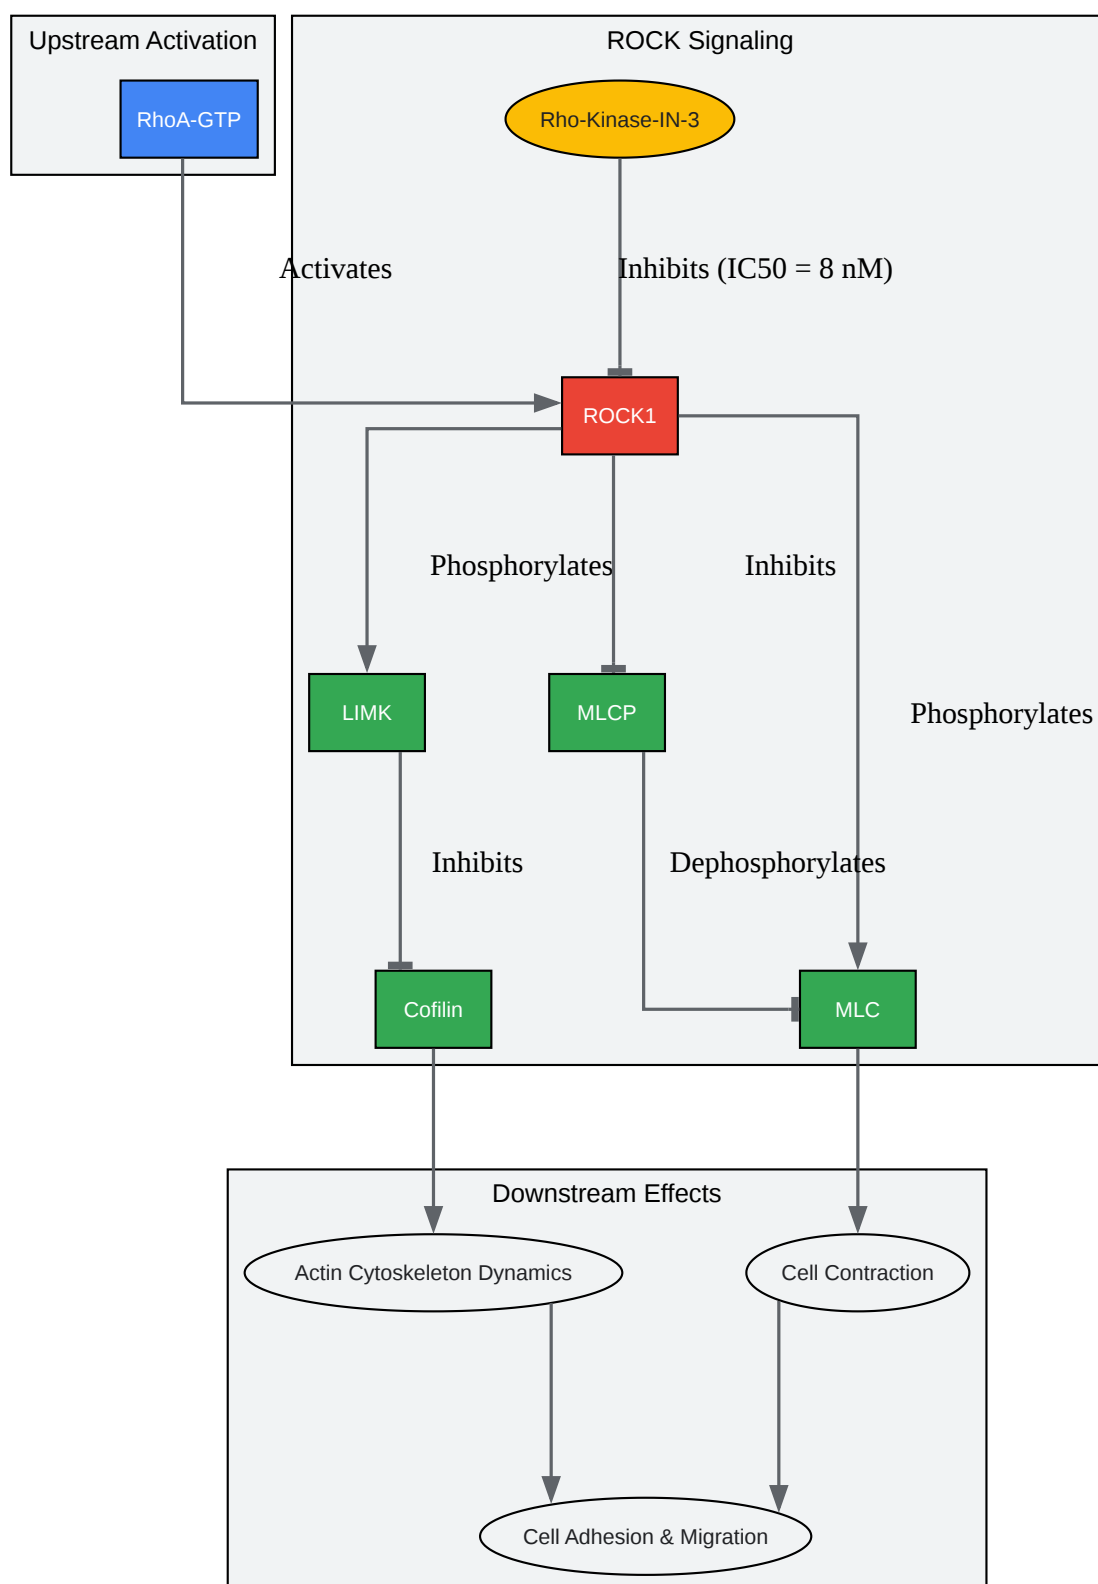 Upstream Activation
ROCK Signaling
RhoA-GTP
Rho-Kinase-IN-3
Activates
Inhibits (IC50 = 8 nM)
ROCK1
Phosphorylates
Inhibits
LIMK
MLCP
Phosphorylates
Inhibits
Dephosphorylates
Cofilin
MLC
Downstream Effects
Actin Cytoskeleton Dynamics
Cell Contraction
Cell Adhesion & Migration